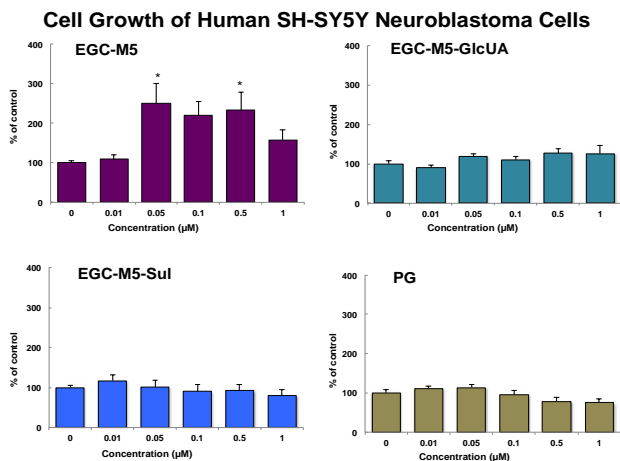 Cell Growth of Human SH-SY5Y Neuroblastoma Cells
EGC-M5
% of control
400
300
200
100
0
* *
0 0.01 0.05 0.1 0.5 1
Concentration (µM)
EGC-M5-GlcUA
% of control
400
300
200
100
0
0 0.01 0.05 0.1 0.5 1
Concentration (µM)
EGC-M5-Sul
% of control
400
300
200
100
0
0 0.01 0.05 0.1 0.5 1
Concentration (µM)
PG
% of control
400
300
200
100
0
0 0.01 0.05 0.1 0.5 1
Concentration (µM)